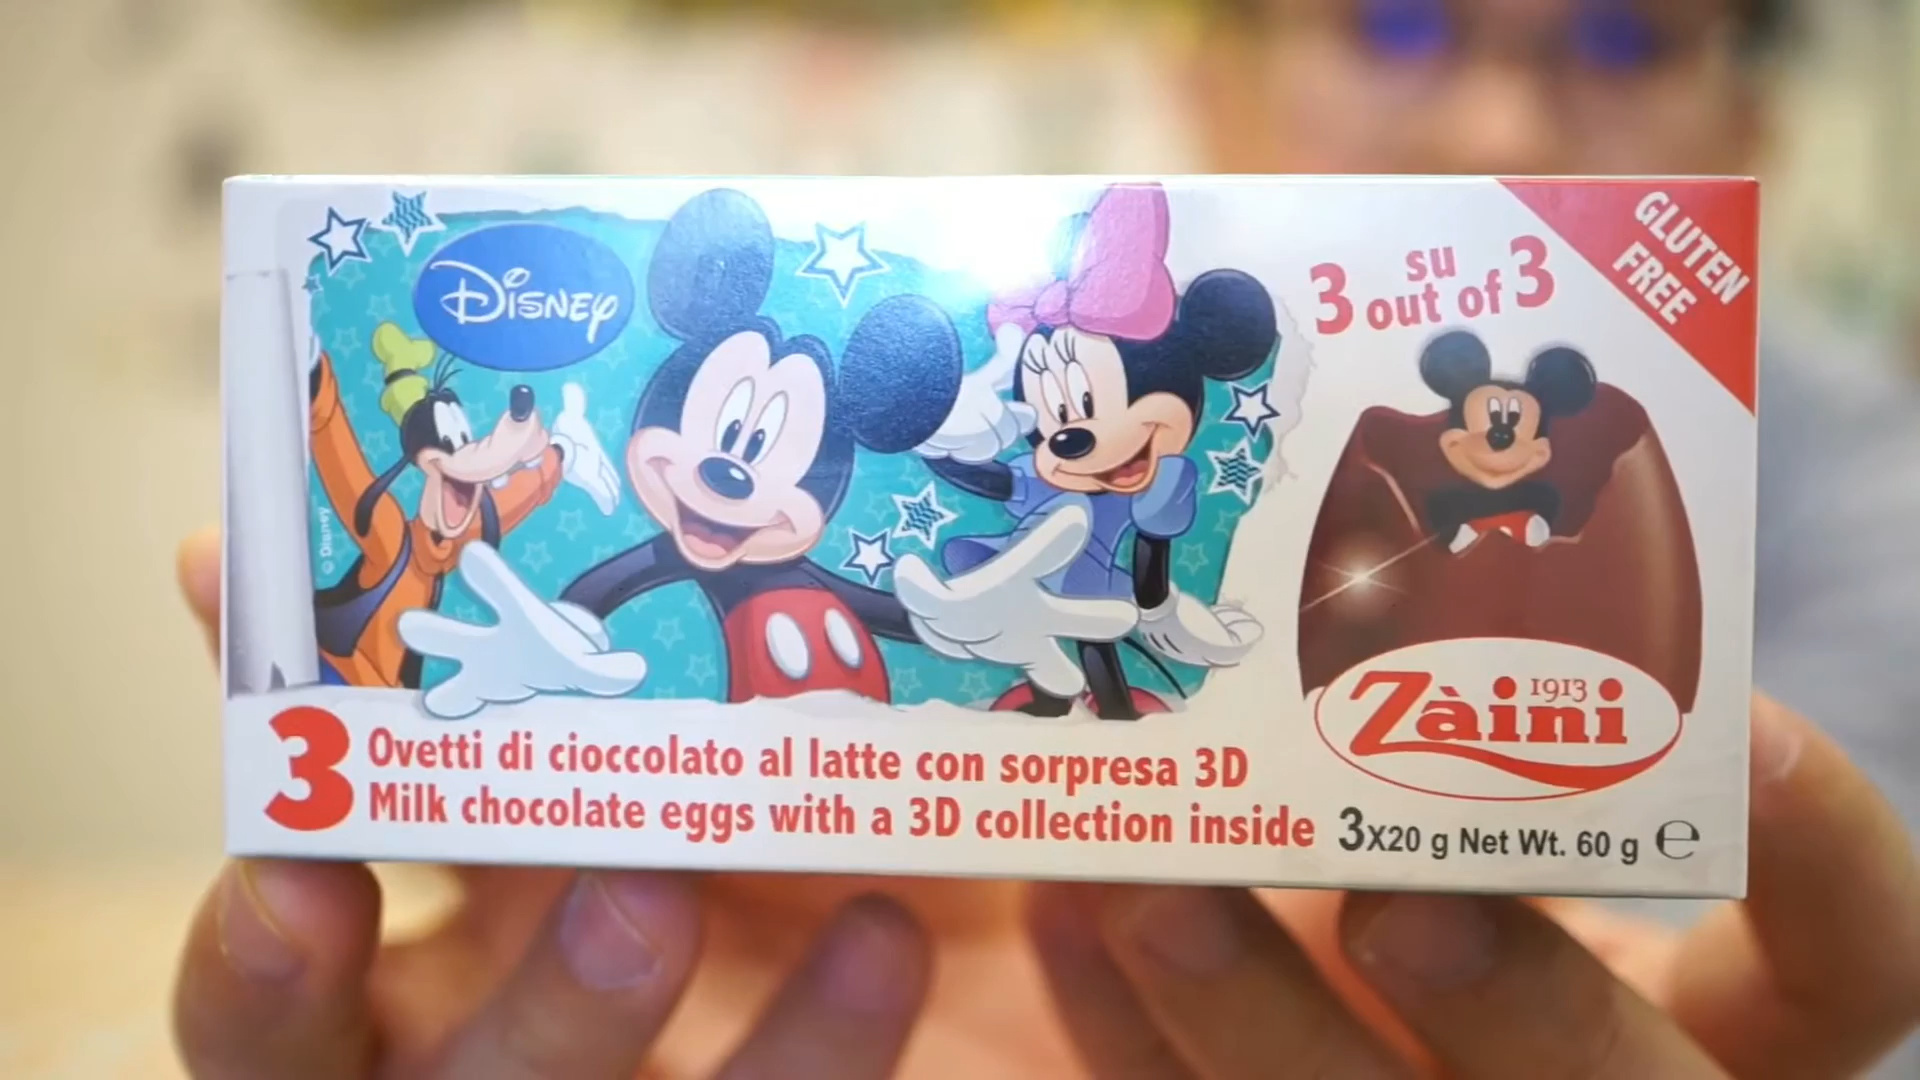 Disney
3 su
out of 3
GLUTEN
FREE
© Disney
1913
Zàini
3 Ovetti di cioccolato al latte con sorpresa 3D
Milk chocolate eggs with a 3D collection inside
3x20 g Net Wt. 60 g ℮